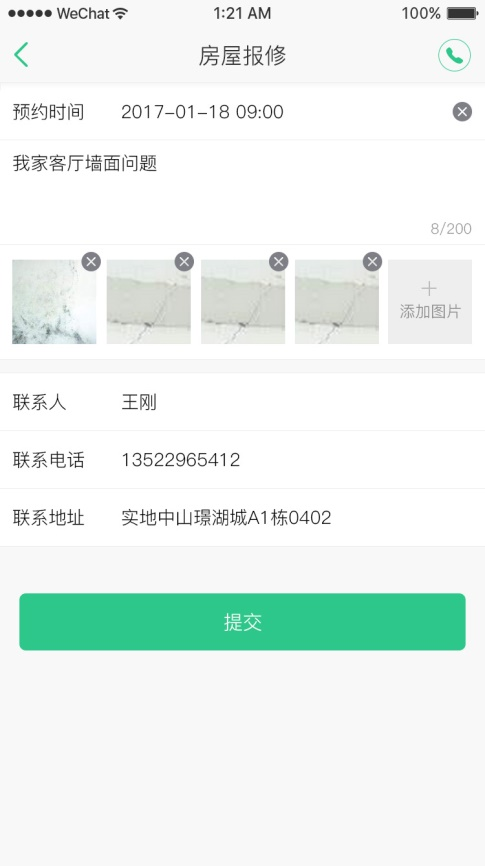 WeChat 1:21 AM 100%
房屋报修
预约时间 2017-01-18 09:00
我家客厅墙面问题
8/200
添加图片
联系人 王刚
联系电话 13522965412
联系地址 实地中山璟湖城A1栋0402
提交